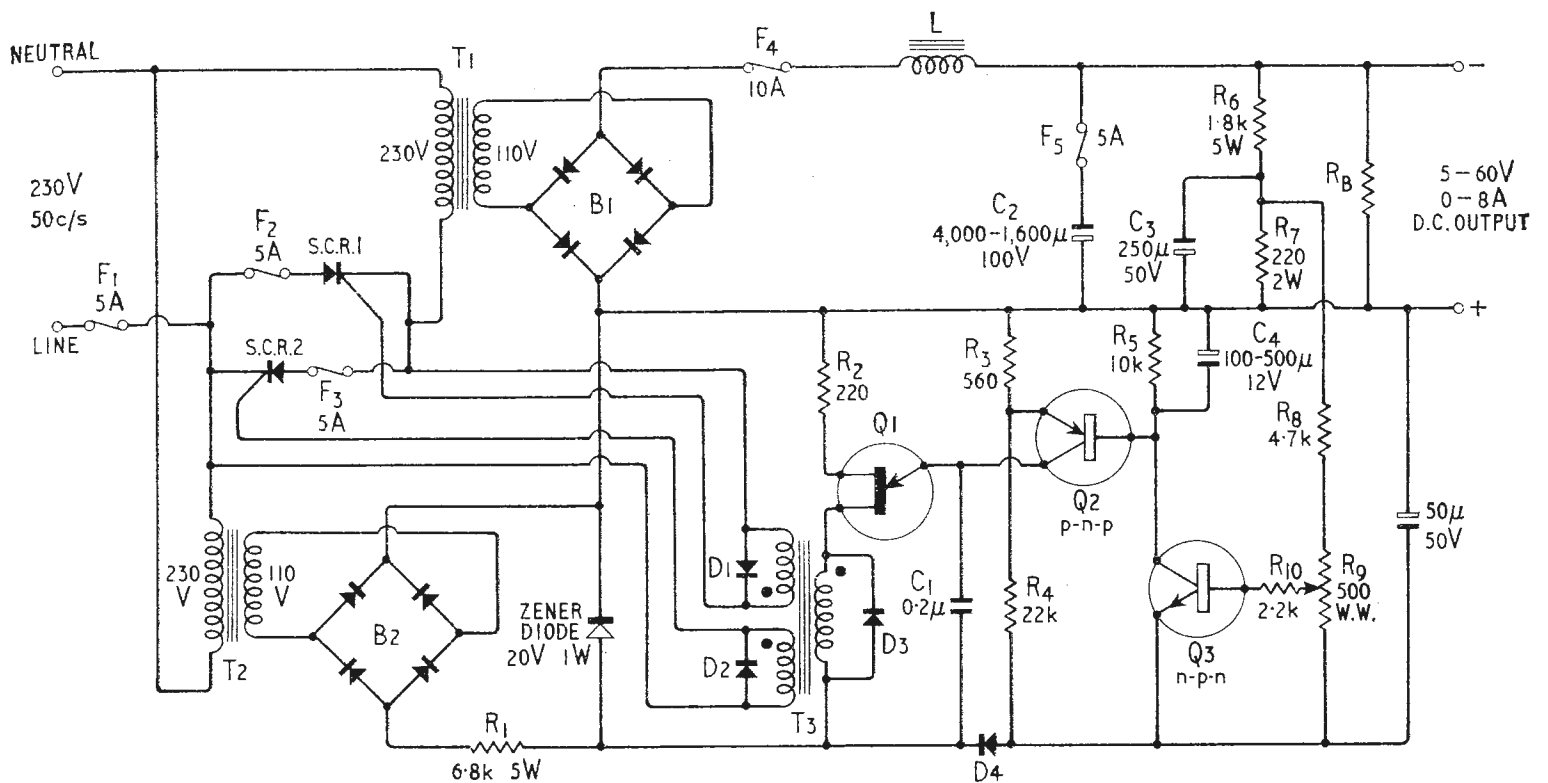 NEUTRAL
T1
230V
110V
B1
F4
10A
L
F5
5A
C2
4,000-1,600μ
100V
R6
1·8k
5W
C3
250μ
50V
R7
220
2W
RB
−
5-60V
0-8A
D.C. OUTPUT
+
230V
50c/s
F1
5A
LINE
F2
5A
S.C.R.1
S.C.R.2
F3
5A
R2
220
R3
560
R5
10k
C4
100-500μ
12V
R8
4·7k
Q1
Q2
p-n-p
50μ
50V
230
V
110
V
T2
B2
ZENER
DIODE
20V 1W
D1
D2
T3
D3
C1
0·2μ
R4
22k
Q3
n-p-n
R10
2·2k
R9
500
W.W.
R1
6·8k 5W
D4